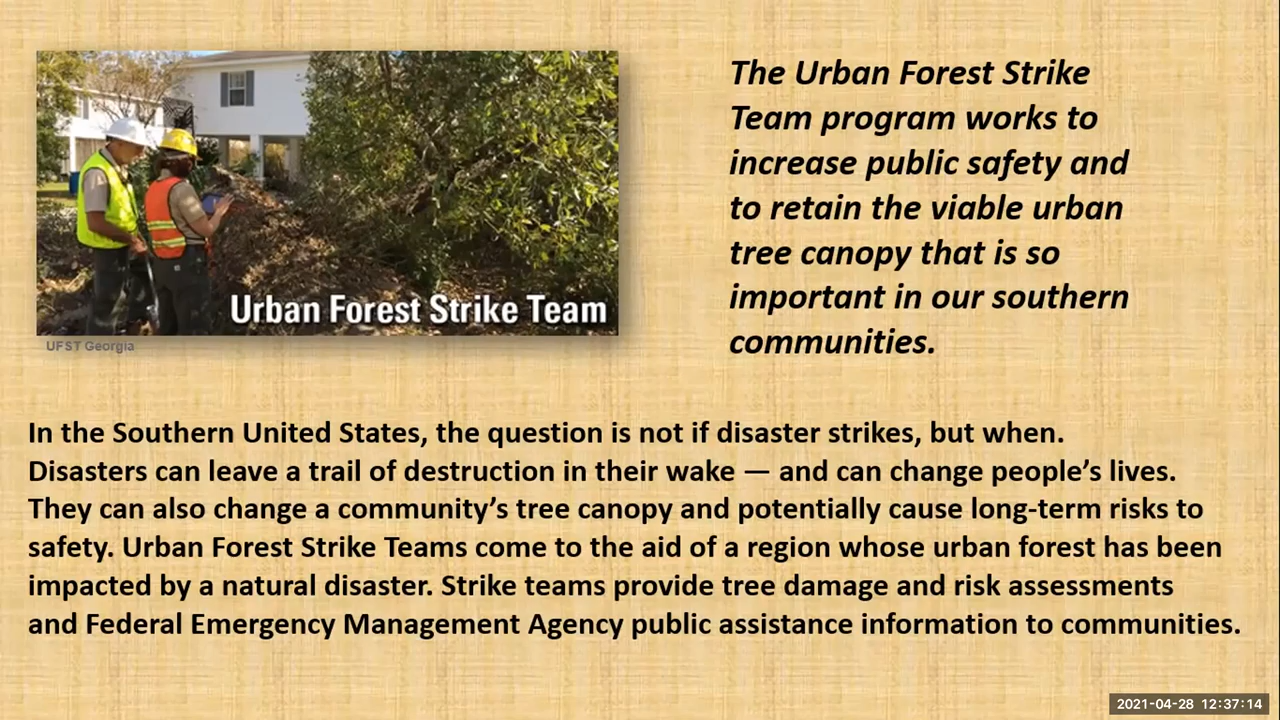 The Urban Forest Strike
Team program works to
increase public safety and
to retain the viable urban
tree canopy that is so
important in our southern
communities.
Urban Forest Strike Team
UFST Georgia
In the Southern United States, the question is not if disaster strikes, but when.
Disasters can leave a trail of destruction in their wake — and can change people’s lives.
They can also change a community’s tree canopy and potentially cause long-term risks to
safety. Urban Forest Strike Teams come to the aid of a region whose urban forest has been
impacted by a natural disaster. Strike teams provide tree damage and risk assessments
and Federal Emergency Management Agency public assistance information to communities.
2021-04-28 12:37:14